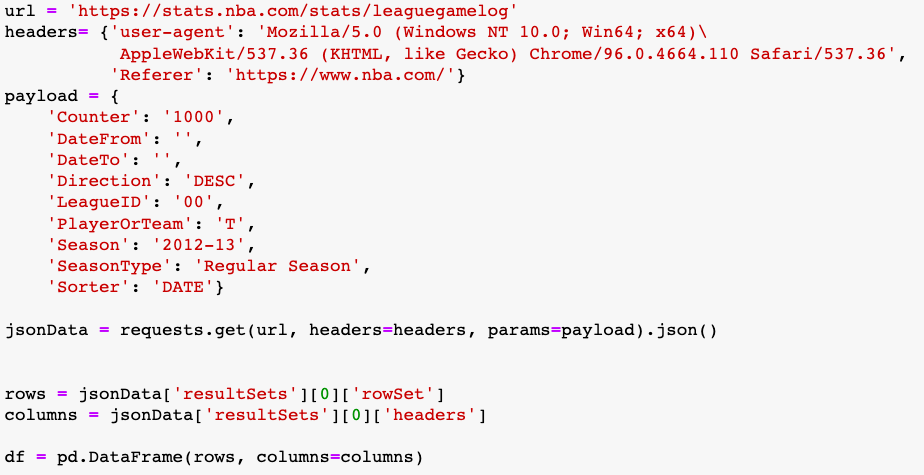 url = 'https://stats.nba.com/stats/leaguegamelog'
headers= {'user-agent': 'Mozilla/5.0 (Windows NT 10.0; Win64; x64)\
           AppleWebKit/537.36 (KHTML, like Gecko) Chrome/96.0.4664.110 Safari/537.36',
          'Referer': 'https://www.nba.com/'}
payload = {
    'Counter': '1000',
    'DateFrom': '',
    'DateTo': '',
    'Direction': 'DESC',
    'LeagueID': '00',
    'PlayerOrTeam': 'T',
    'Season': '2012-13',
    'SeasonType': 'Regular Season',
    'Sorter': 'DATE'}

jsonData = requests.get(url, headers=headers, params=payload).json()


rows = jsonData['resultSets'][0]['rowSet']
columns = jsonData['resultSets'][0]['headers']

df = pd.DataFrame(rows, columns=columns)